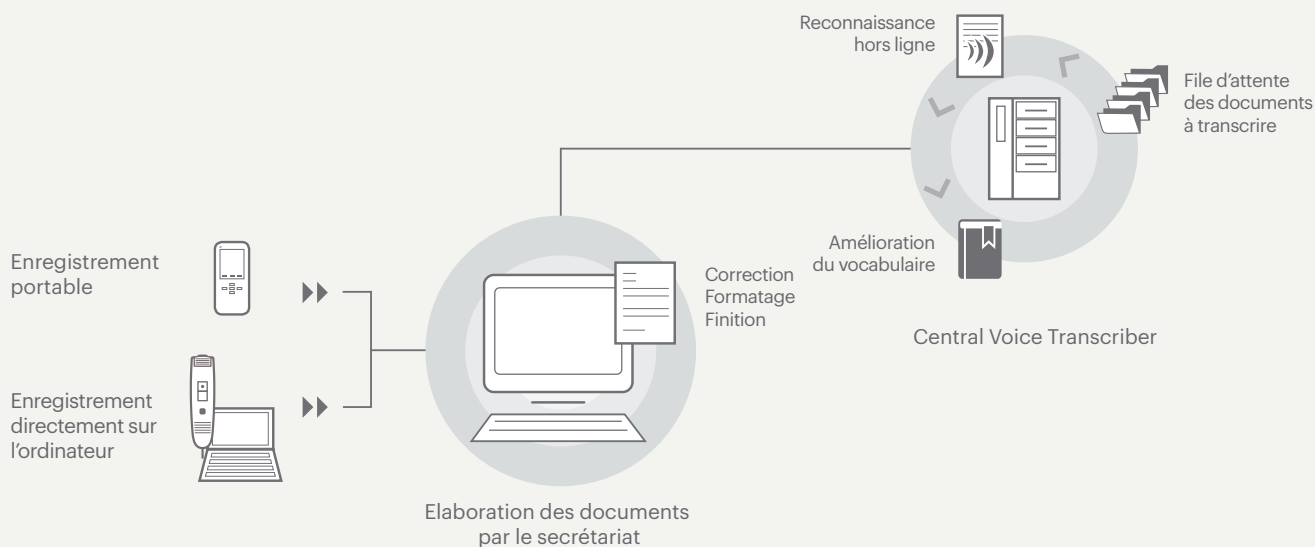 Reconnaissance
hors ligne
File d'attente
des documents
à transcrire
Amélioration
du vocabulaire
Central Voice Transcriber
Enregistrement
portable
Enregistrement
directement sur
l'ordinateur
Correction
Formatage
Finition
Elaboration des documents
par le secrétariat